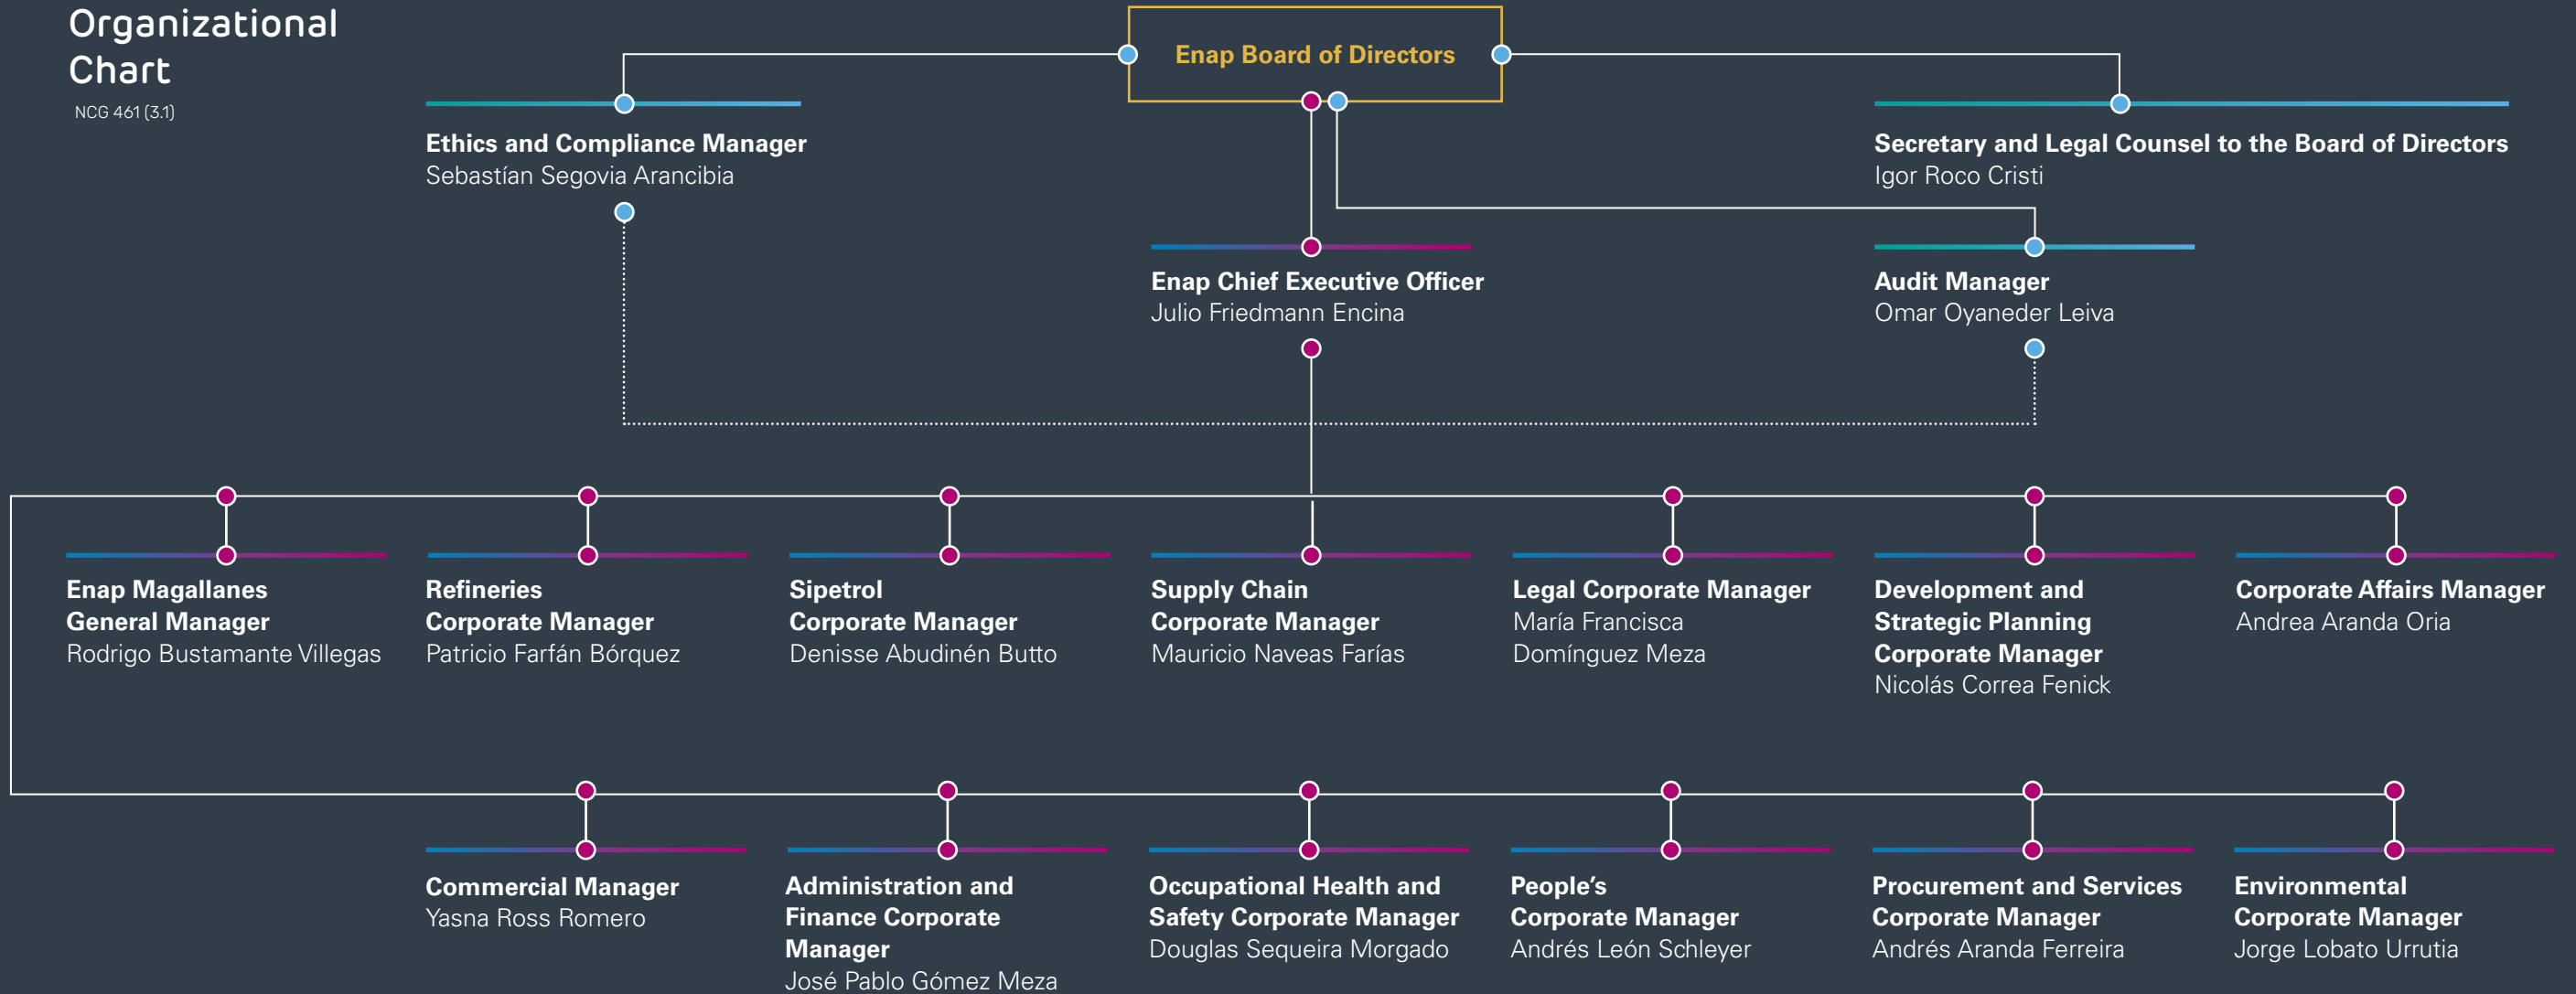 Organizational
Chart
NCG 461 (3.1)
Enap Board of Directors
Ethics and Compliance Manager
Sebastían Segovia Arancibia
Secretary and Legal Counsel to the Board of Directors
Igor Roco Cristi
Enap Chief Executive Officer
Julio Friedmann Encina
Audit Manager
Omar Oyaneder Leiva
Enap Magallanes
General Manager
Rodrigo Bustamante Villegas
Refineries
Corporate Manager
Patricio Farfán Bórquez
Sipetrol
Corporate Manager
Denisse Abudinén Butto
Supply Chain
Corporate Manager
Mauricio Naveas Farías
Legal Corporate Manager
María Francisca
Domínguez Meza
Development and
Strategic Planning
Corporate Manager
Nicolás Correa Fenick
Corporate Affairs Manager
Andrea Aranda Oria
Commercial Manager
Yasna Ross Romero
Administration and
Finance Corporate
Manager
José Pablo Gómez Meza
Occupational Health and
Safety Corporate Manager
Douglas Sequeira Morgado
People’s
Corporate Manager
Andrés León Schleyer
Procurement and Services
Corporate Manager
Andrés Aranda Ferreira
Environmental
Corporate Manager
Jorge Lobato Urrutia